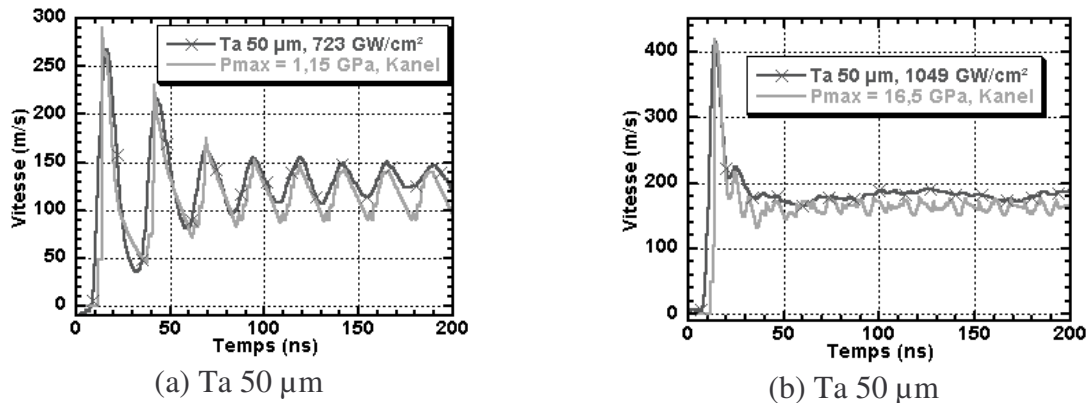 300
250
200
150
100
50
0
Vitesse (m/s)
Ta 50 µm, 723 GW/cm²
Pmax = 1,15 GPa, Kanel
0 50 100 150 200
Temps (ns)
(a) Ta 50 µm
400
300
200
100
0
Vitesse (m/s)
Ta 50 µm, 1049 GW/cm²
Pmax = 16,5 GPa, Kanel
0 50 100 150 200
Temps (ns)
(b) Ta 50 µm